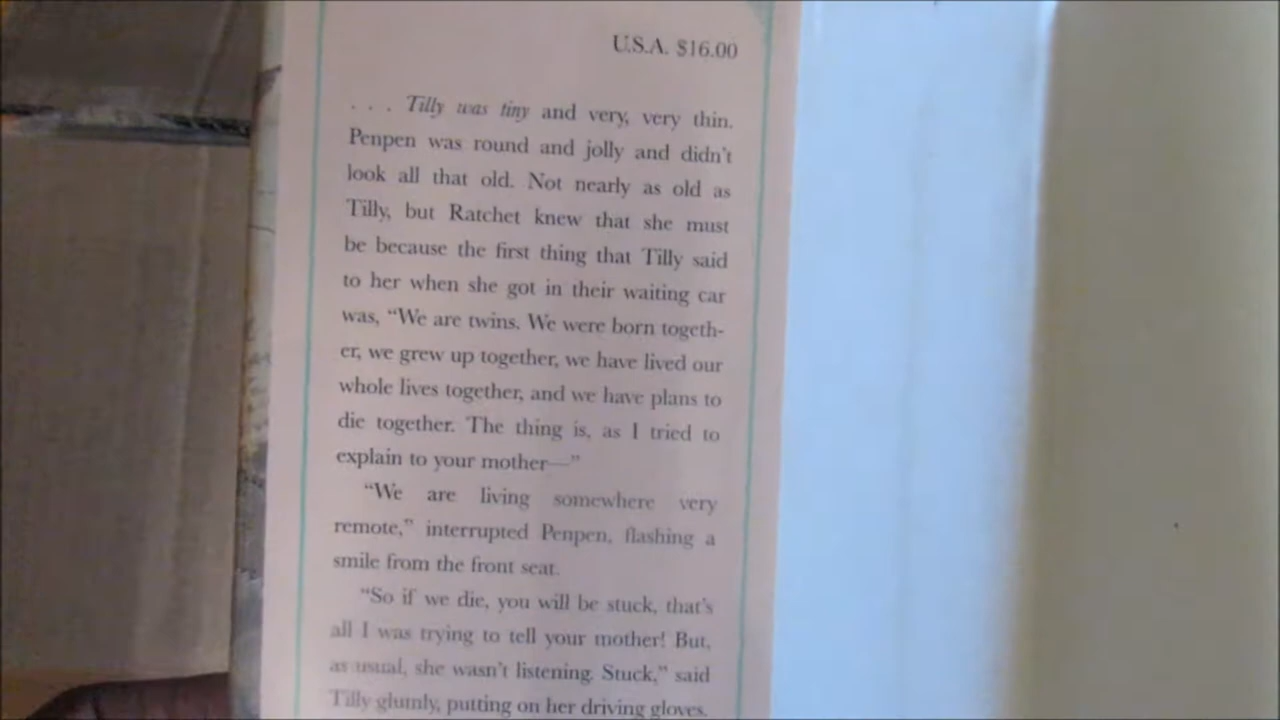 U.S.A. $16.00
. . . Tilly was tiny and very, very thin.
Penpen was round and jolly and didn't
look all that old. Not nearly as old as
Tilly, but Ratchet knew that she must
be because the first thing that Tilly said
to her when she got in their waiting car
was, “We are twins. We were born togeth-
er, we grew up together, we have lived our
whole lives together, and we have plans to
die together. The thing is, as I tried to
explain to your mother—”
“We are living somewhere very
remote,” interrupted Penpen, flashing a
smile from the front seat.
“So if we die, you will be stuck, that's
all I was trying to tell your mother! But,
as usual, she wasn't listening. Stuck,” said
Tilly glumly, putting on her driving gloves.